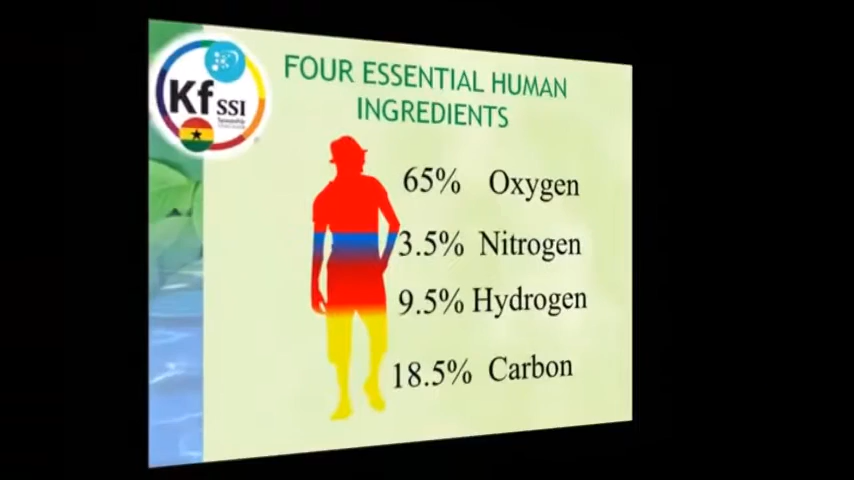 Kf SSI
FOUR ESSENTIAL HUMAN
INGREDIENTS
65% Oxygen
3.5% Nitrogen
9.5% Hydrogen
18.5% Carbon